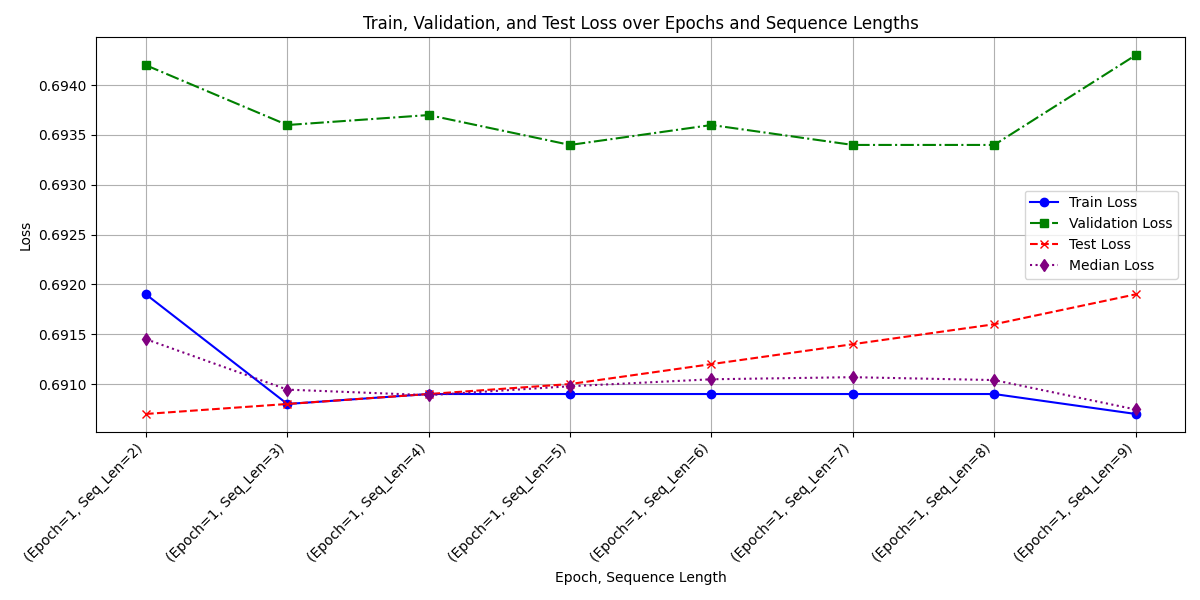 Train, Validation, and Test Loss over Epochs and Sequence Lengths
0.6940
0.6935
0.6930
0.6925
0.6920
0.6915
0.6910
Loss
Train Loss
Validation Loss
Test Loss
Median Loss
(Epoch=1, Seq_Len=2)
(Epoch=1, Seq_Len=3)
(Epoch=1, Seq_Len=4)
(Epoch=1, Seq_Len=5)
(Epoch=1, Seq_Len=6)
(Epoch=1, Seq_Len=7)
(Epoch=1, Seq_Len=8)
(Epoch=1, Seq_Len=9)
Epoch, Sequence Length